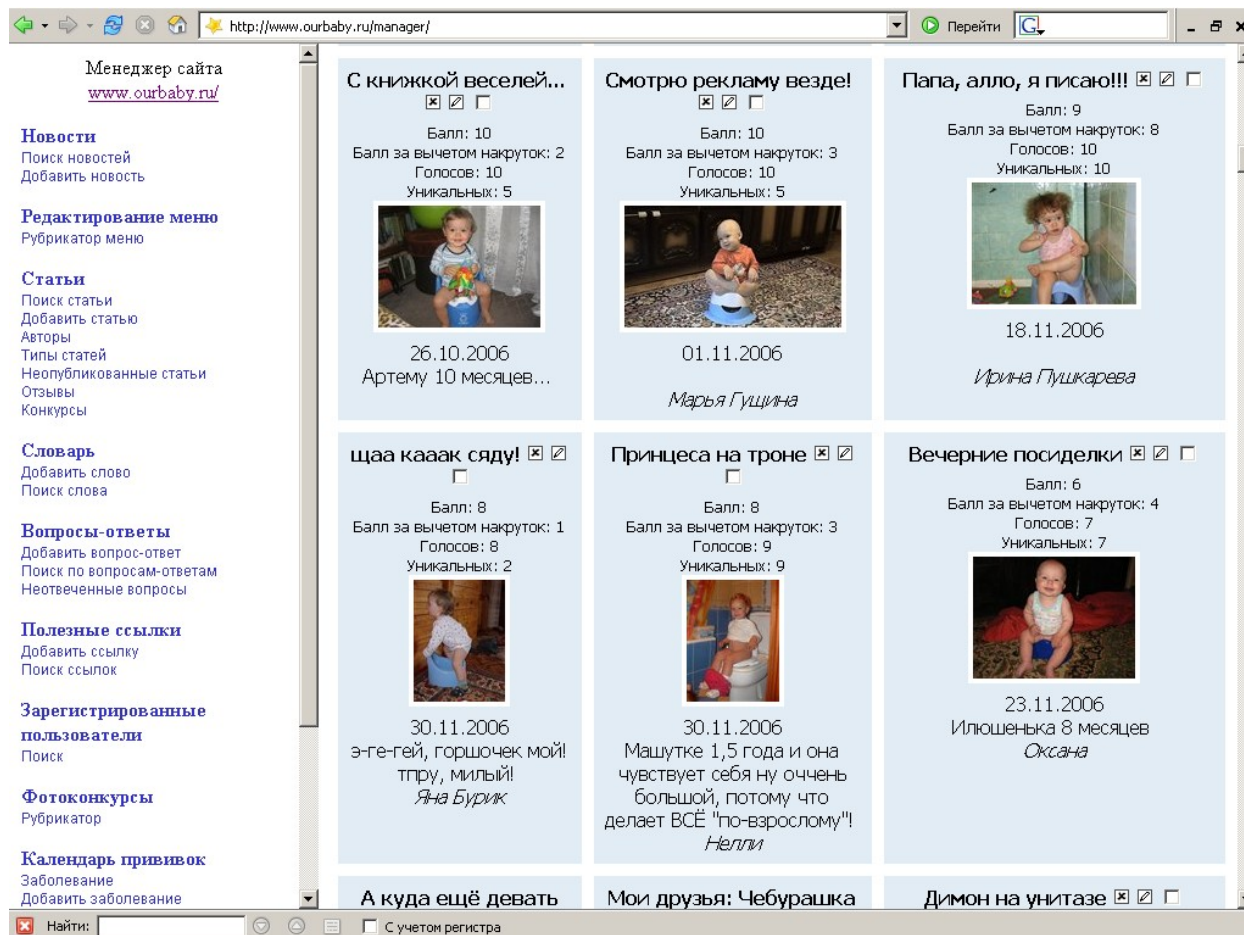 http://www.ourbaby.ru/manager/
Перейти
Менеджер сайта
www.ourbaby.ru/
Новости
Поиск новостей
Добавить новость
Редактирование меню
Рубрикатор меню
Статьи
Поиск статьи
Добавить статью
Авторы
Типы статей
Неопубликованные статьи
Отзывы
Конкурсы
Словарь
Добавить слово
Поиск слова
Вопросы-ответы
Добавить вопрос-ответ
Поиск по вопросам-ответам
Неотвеченные вопросы
Полезные ссылки
Добавить ссылку
Поиск ссылок
Зарегистрированные
пользователи
Поиск
Фотоконкурсы
Рубрикатор
Календарь прививок
Заболевание
Добавить заболевание
С книжкой веселей...
Балл: 10
Балл за вычетом накруток: 2
Голосов: 10
Уникальных: 5
26.10.2006
Артему 10 месяцев...
Смотрю рекламу везде!
Балл: 10
Балл за вычетом накруток: 3
Голосов: 10
Уникальных: 5
01.11.2006
Марья Гущина
Папа, алло, я писаю!!!
Балл: 9
Балл за вычетом накруток: 8
Голосов: 10
Уникальных: 10
18.11.2006
Ирина Пушкарева
щаа кааак сяду!
Балл: 8
Балл за вычетом накруток: 1
Голосов: 8
Уникальных: 2
30.11.2006
э-ге-гей, горшочек мой!
тпру, милый!
Яна Бурик
Принцеса на троне
Балл: 8
Балл за вычетом накруток: 3
Голосов: 9
Уникальных: 9
30.11.2006
Машутке 1,5 года и она
чувствует себя ну оччень
большой, потому что
делает ВСЁ "по-взрослому"!
Нелли
Вечерние посиделки
Балл: 6
Балл за вычетом накруток: 4
Голосов: 7
Уникальных: 7
23.11.2006
Илюшенька 8 месяцев
Оксана
А куда ещё девать
Мои друзья: Чебурашка
Димон на унитазе
Найти:
С учетом регистра